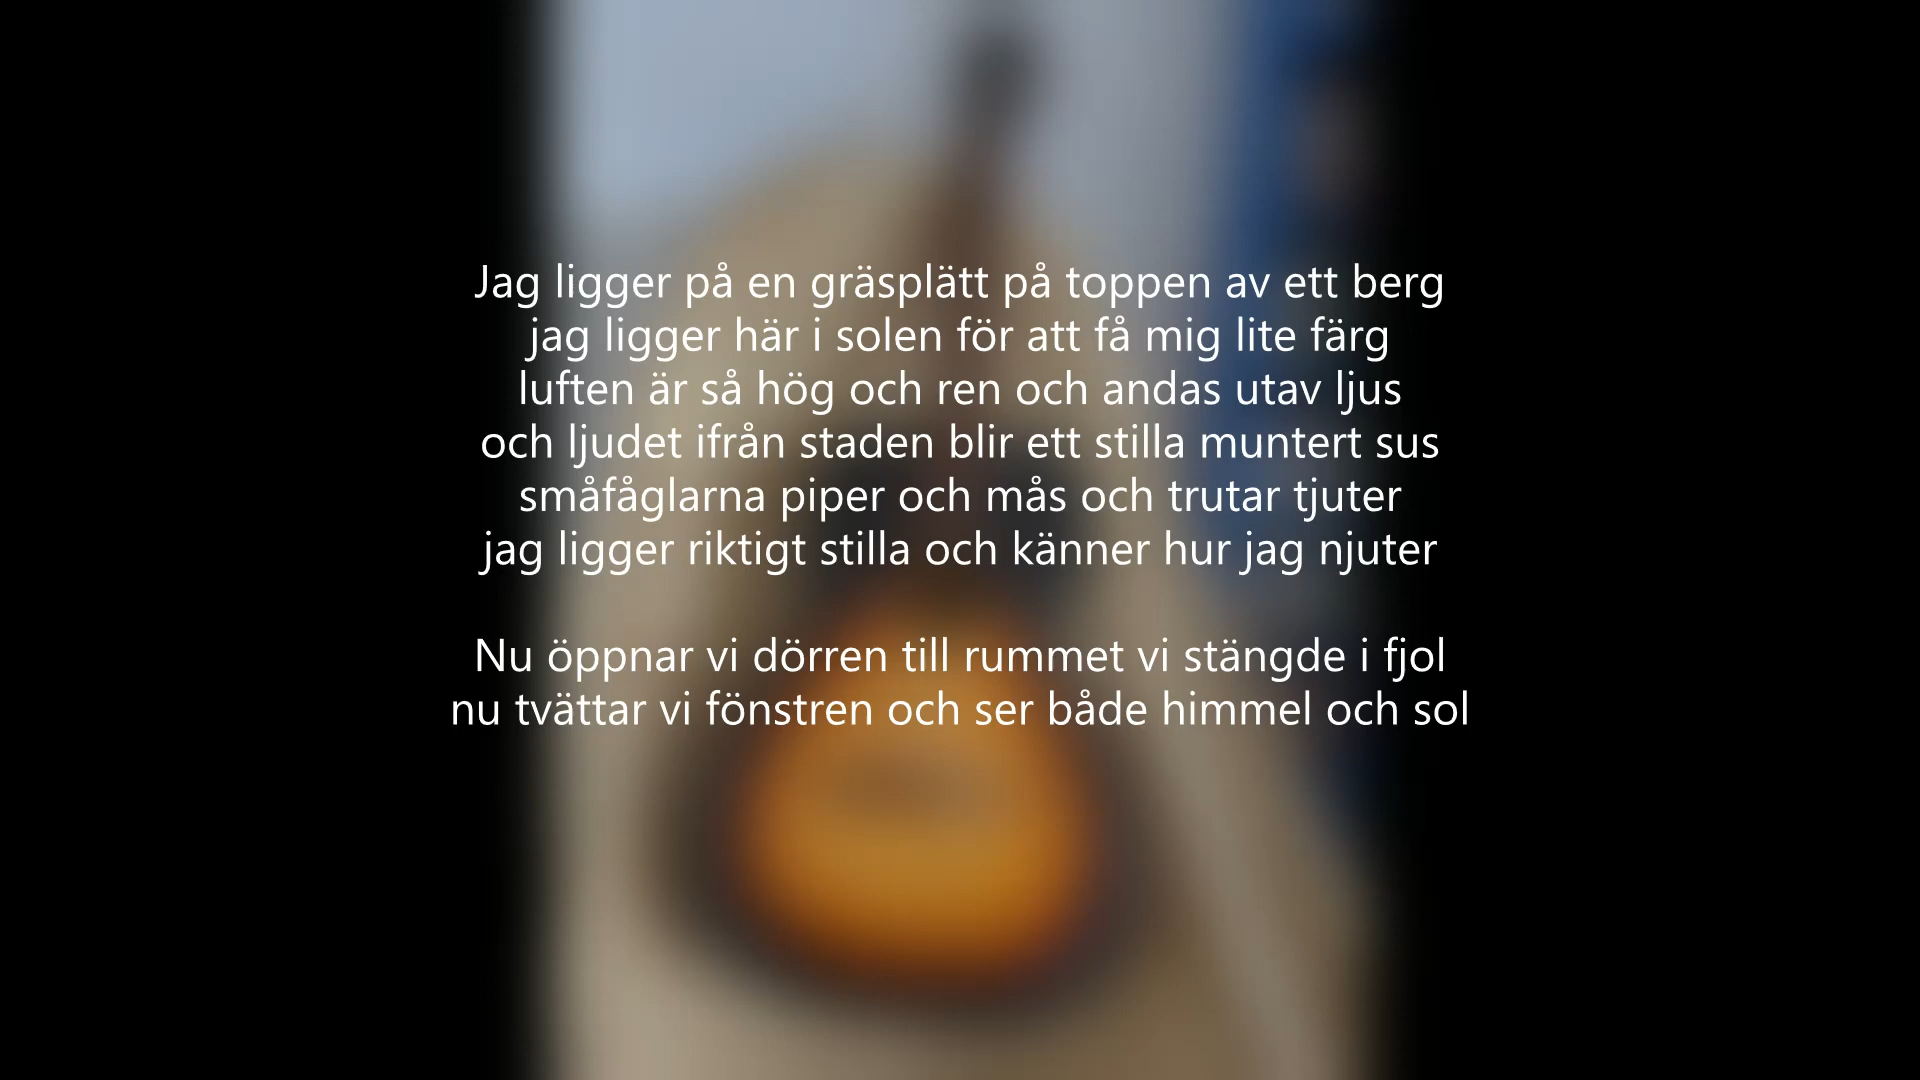 Jag ligger på en gräsplätt på toppen av ett berg
jag ligger här i solen för att få mig lite färg
luften är så hög och ren och andas utav ljus
och ljudet ifrån staden blir ett stilla muntert sus
småfåglarna piper och mås och trutar tjuter
jag ligger riktigt stilla och känner hur jag njuter

Nu öppnar vi dörren till rummet vi stängde i fjol
nu tvättar vi fönstren och ser både himmel och sol